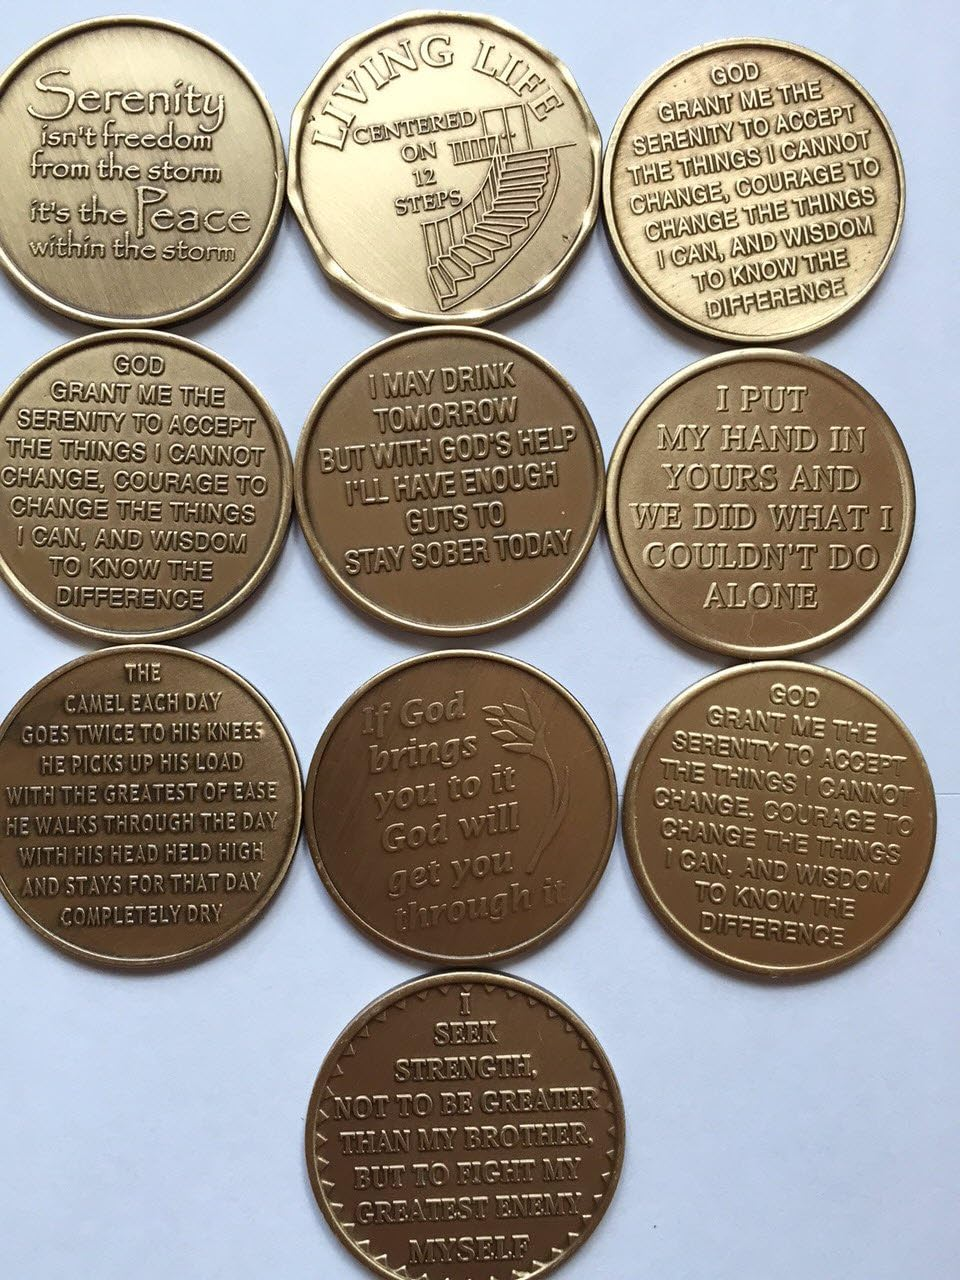 Serenity
isn't freedom
from the storm
it's the Peace
within the storm
LIVING LIFE
CENTERED
ON
12
STEPS
GOD
GRANT ME THE
SERENITY TO ACCEPT
THE THINGS I CANNOT
CHANGE, COURAGE TO
CHANGE THE THINGS
I CAN, AND WISDOM
TO KNOW THE
DIFFERENCE
GOD
GRANT ME THE
SERENITY TO ACCEPT
THE THINGS I CANNOT
CHANGE, COURAGE TO
CHANGE THE THINGS
I CAN, AND WISDOM
TO KNOW THE
DIFFERENCE
I MAY DRINK
TOMORROW
BUT WITH GOD'S HELP
I'LL HAVE ENOUGH
GUTS TO
STAY SOBER TODAY
I PUT
MY HAND IN
YOURS AND
WE DID WHAT I
COULDN'T DO
ALONE
THE
CAMEL EACH DAY
GOES TWICE TO HIS KNEES
HE PICKS UP HIS LOAD
WITH THE GREATEST OF EASE
HE WALKS THROUGH THE DAY
WITH HIS HEAD HELD HIGH
AND STAYS FOR THAT DAY
COMPLETELY DRY
If God
brings
you to it
God will
get you
through it
GOD
GRANT ME THE
SERENITY TO ACCEPT
THE THINGS I CANNOT
CHANGE, COURAGE TO
CHANGE THE THINGS
I CAN, AND WISDOM
TO KNOW THE
DIFFERENCE
I
SEEK
STRENGTH,
NOT TO BE GREATER
THAN MY BROTHER,
BUT TO FIGHT MY
GREATEST ENEMY
MYSELF